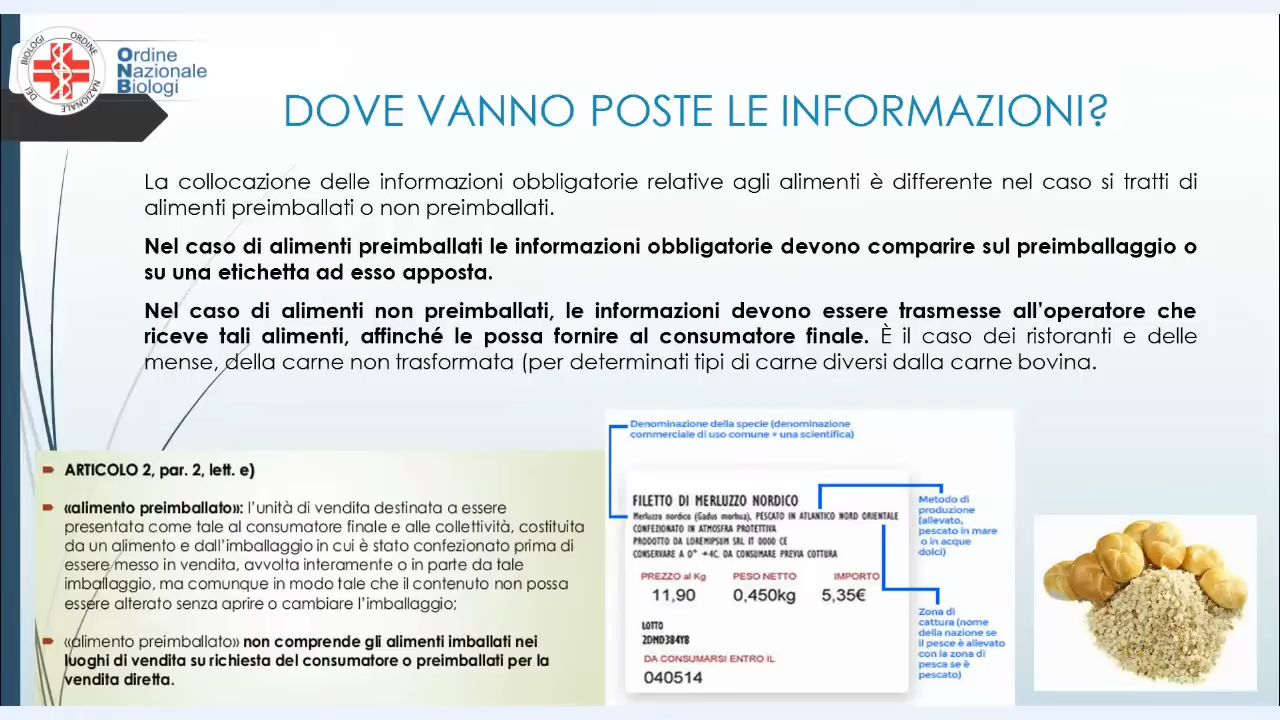 BIOLOGI ORDINE
DEI NAZIONALE
Ordine
Nazionale
Biologi
DOVE VANNO POSTE LE INFORMAZIONI?
La collocazione delle informazioni obbligatorie relative agli alimenti è differente nel caso si tratti di
alimenti preimballati o non preimballati.
Nel caso di alimenti preimballati le informazioni obbligatorie devono comparire sul preimballaggio o
su una etichetta ad esso apposta.
Nel caso di alimenti non preimballati, le informazioni devono essere trasmesse all'operatore che
riceve tali alimenti, affinché le possa fornire al consumatore finale. È il caso dei ristoranti e delle
mense, della carne non trasformata (per determinati tipi di carne diversi dalla carne bovina.
ARTICOLO 2, par. 2, lett. e)
«alimento preimballato»: l'unità di vendita destinata a essere
presentata come tale al consumatore finale e alle collettività, costituita
da un alimento e dall'imballaggio in cui è stato confezionato prima di
essere messo in vendita, avvolta interamente o in parte da tale
imballaggio, ma comunque in modo tale che il contenuto non possa
essere alterato senza aprire o cambiare l'imballaggio;
«alimento preimballato» non comprende gli alimenti imballati nei
luoghi di vendita su richiesta del consumatore o preimballati per la
vendita diretta.
Denominazione della specie (denominazione
commerciale di uso comune + una scientifica)
FILETTO DI MERLUZZO NORDICO
Merluzzo nordico (Gadus morhua), PESCATO IN ATLANTICO NORD ORIENTALE
CONFEZIONATO IN ATMOSFRA PROTETTIVA
PRODOTTO DA LOREMIPSUM SRL IT 0000 CE
CONSERVARE A 0° +4C. DA CONSUMARE PREVIA COTTURA
PREZZO al Kg PESO NETTO IMPORTO
11,90 0,450kg 5,35€
LOTTO
20MD384Y8
DA CONSUMARSI ENTRO IL
040514
Metodo di
produzione
(allevato,
pescato in mare
o in acque
dolci)
Zona di
cattura (nome
della nazione se
il pesce è allevato
con la zona di
pesca se è
pescato)